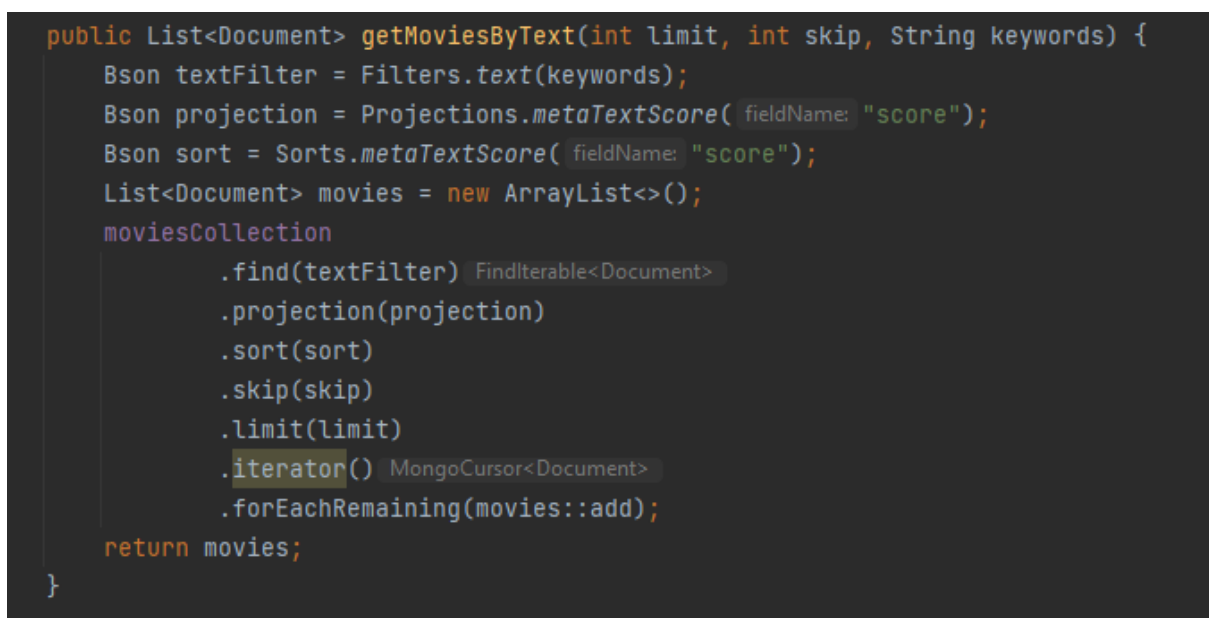 public List<Document> getMoviesByText(int limit, int skip, String keywords) {
Bson textFilter = Filters.text(keywords);
Bson projection = Projections.metaTextScore( fieldName: "score");
Bson sort = Sorts.metaTextScore( fieldName: "score");
List<Document> movies = new ArrayList<>();
moviesCollection
.find(textFilter) FindIterable<Document>
.projection(projection)
.sort(sort)
.skip(skip)
.limit(limit)
.iterator() MongoCursor<Document>
.forEachRemaining(movies::add);
return movies;
}